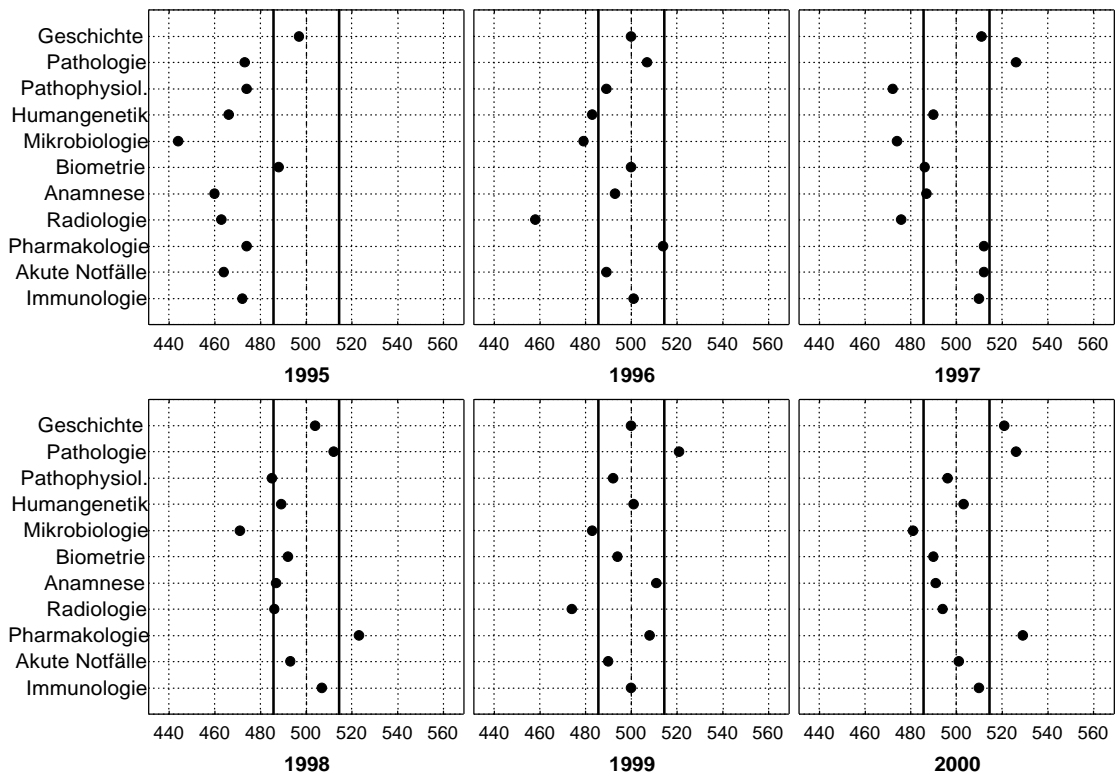 Geschichte
Pathologie
Pathophysiol.
Humangenetik
Mikrobiologie
Biometrie
Anamnese
Radiologie
Pharmakologie
Akute Notfälle
Immunologie
440 460 480 500 520 540 560
1995
440 460 480 500 520 540 560
1996
440 460 480 500 520 540 560
1997
Geschichte
Pathologie
Pathophysiol.
Humangenetik
Mikrobiologie
Biometrie
Anamnese
Radiologie
Pharmakologie
Akute Notfälle
Immunologie
440 460 480 500 520 540 560
1998
440 460 480 500 520 540 560
1999
440 460 480 500 520 540 560
2000